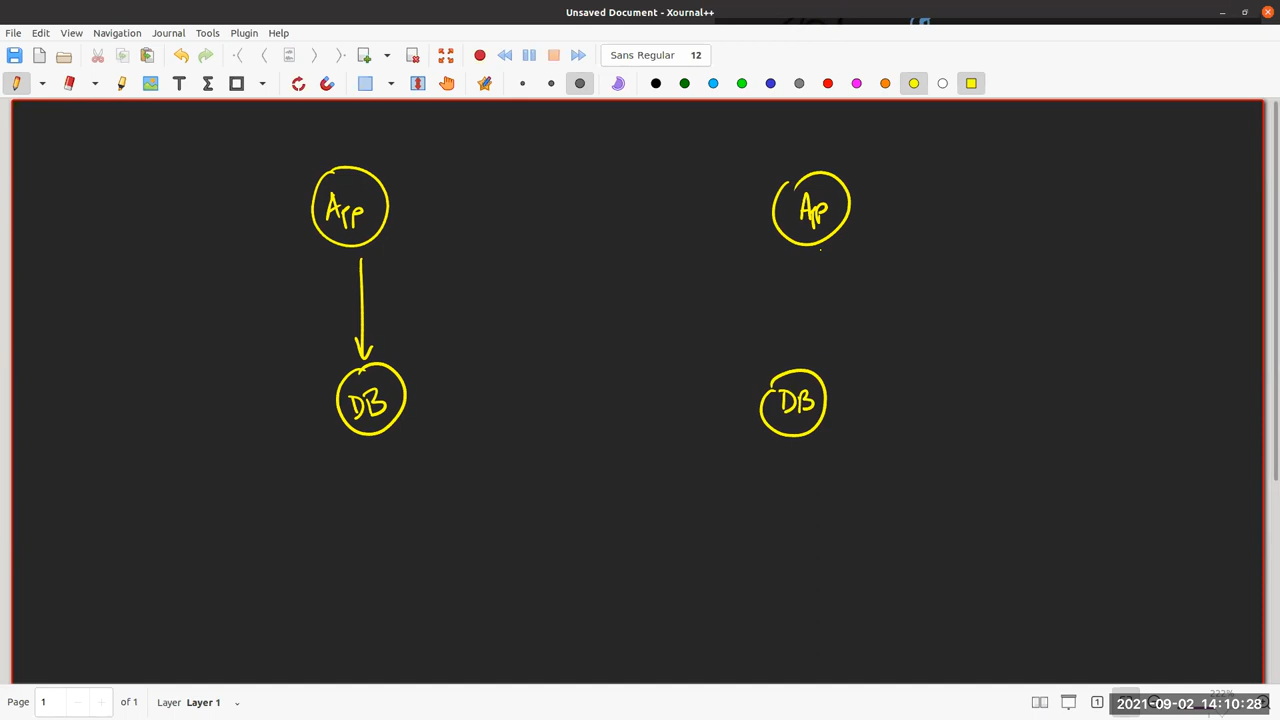 Unsaved Document - Xournal++
File Edit View Navigation Journal Tools Plugin Help
Sans Regular 12
App
Ap
DB
DB
Page 1 of 1 Layer Layer 1
2021-09-02 14:10:28